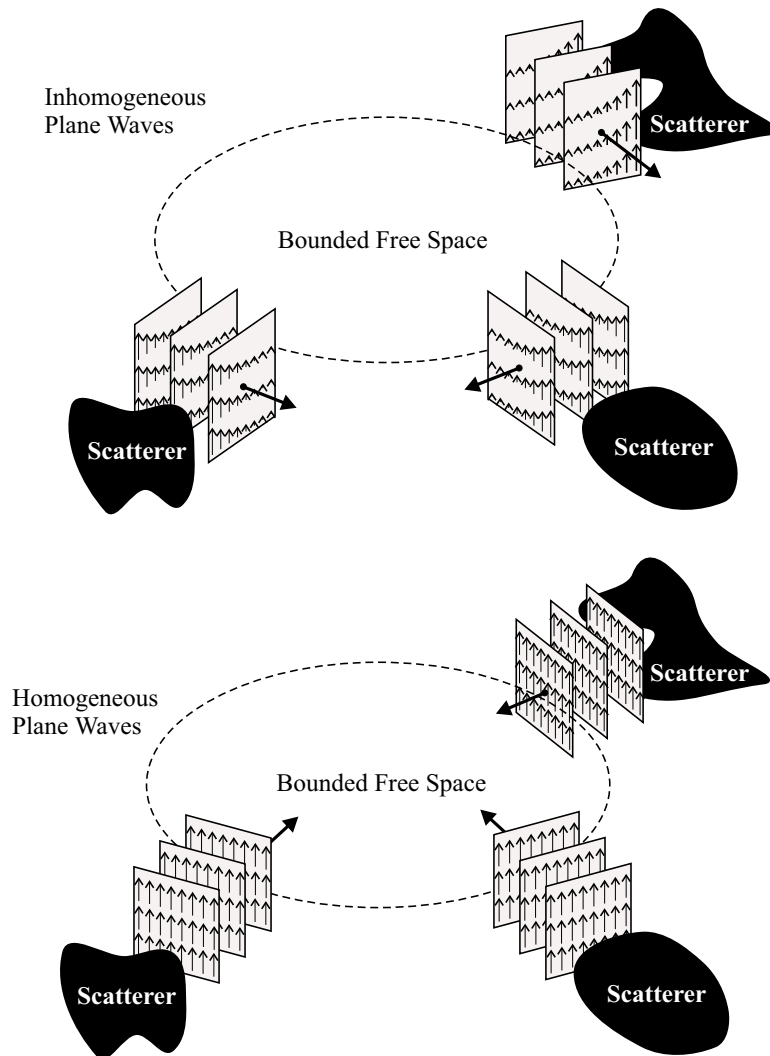 Inhomogeneous
Plane Waves
Scatterer
Bounded Free Space
Scatterer
Scatterer
Homogeneous
Plane Waves
Scatterer
Bounded Free Space
Scatterer
Scatterer